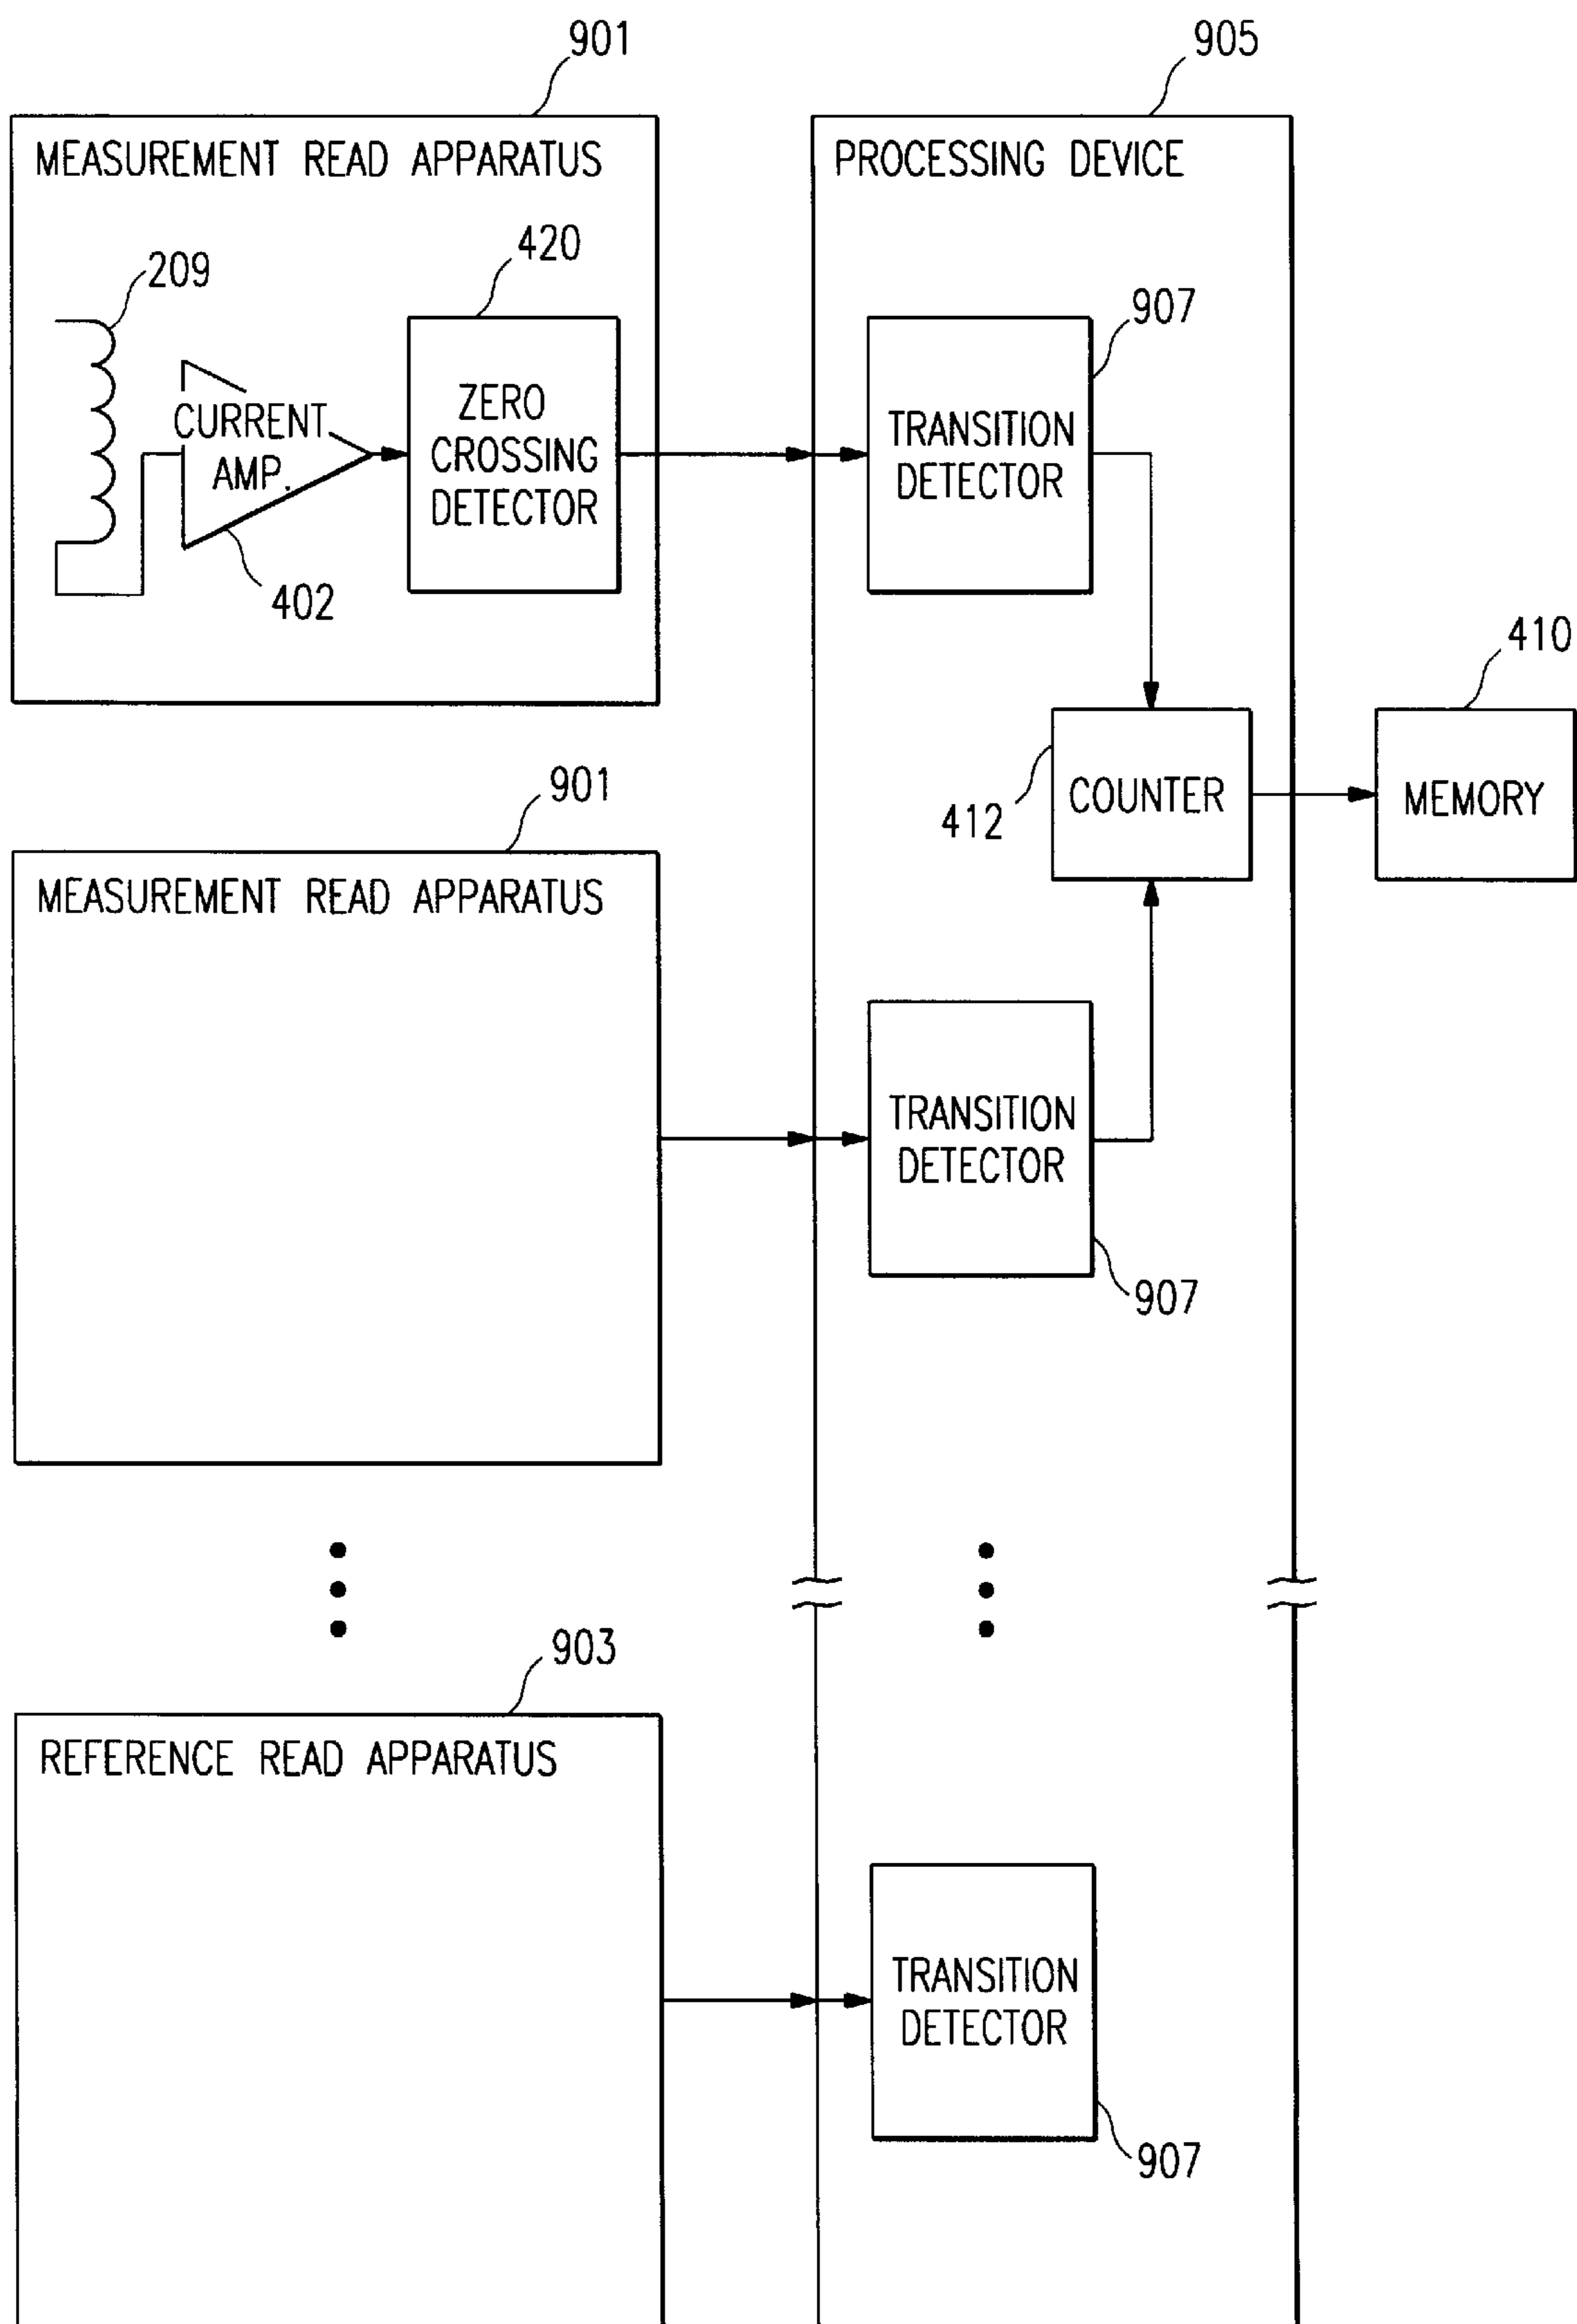 901
905
MEASUREMENT READ APPARATUS
PROCESSING DEVICE
420
209
907
CURRENT
AMP.
ZERO
CROSSING
DETECTOR
TRANSITION
DETECTOR
402
410
901
412
COUNTER
MEMORY
MEASUREMENT READ APPARATUS
TRANSITION
DETECTOR
907
903
REFERENCE READ APPARATUS
TRANSITION
DETECTOR
907